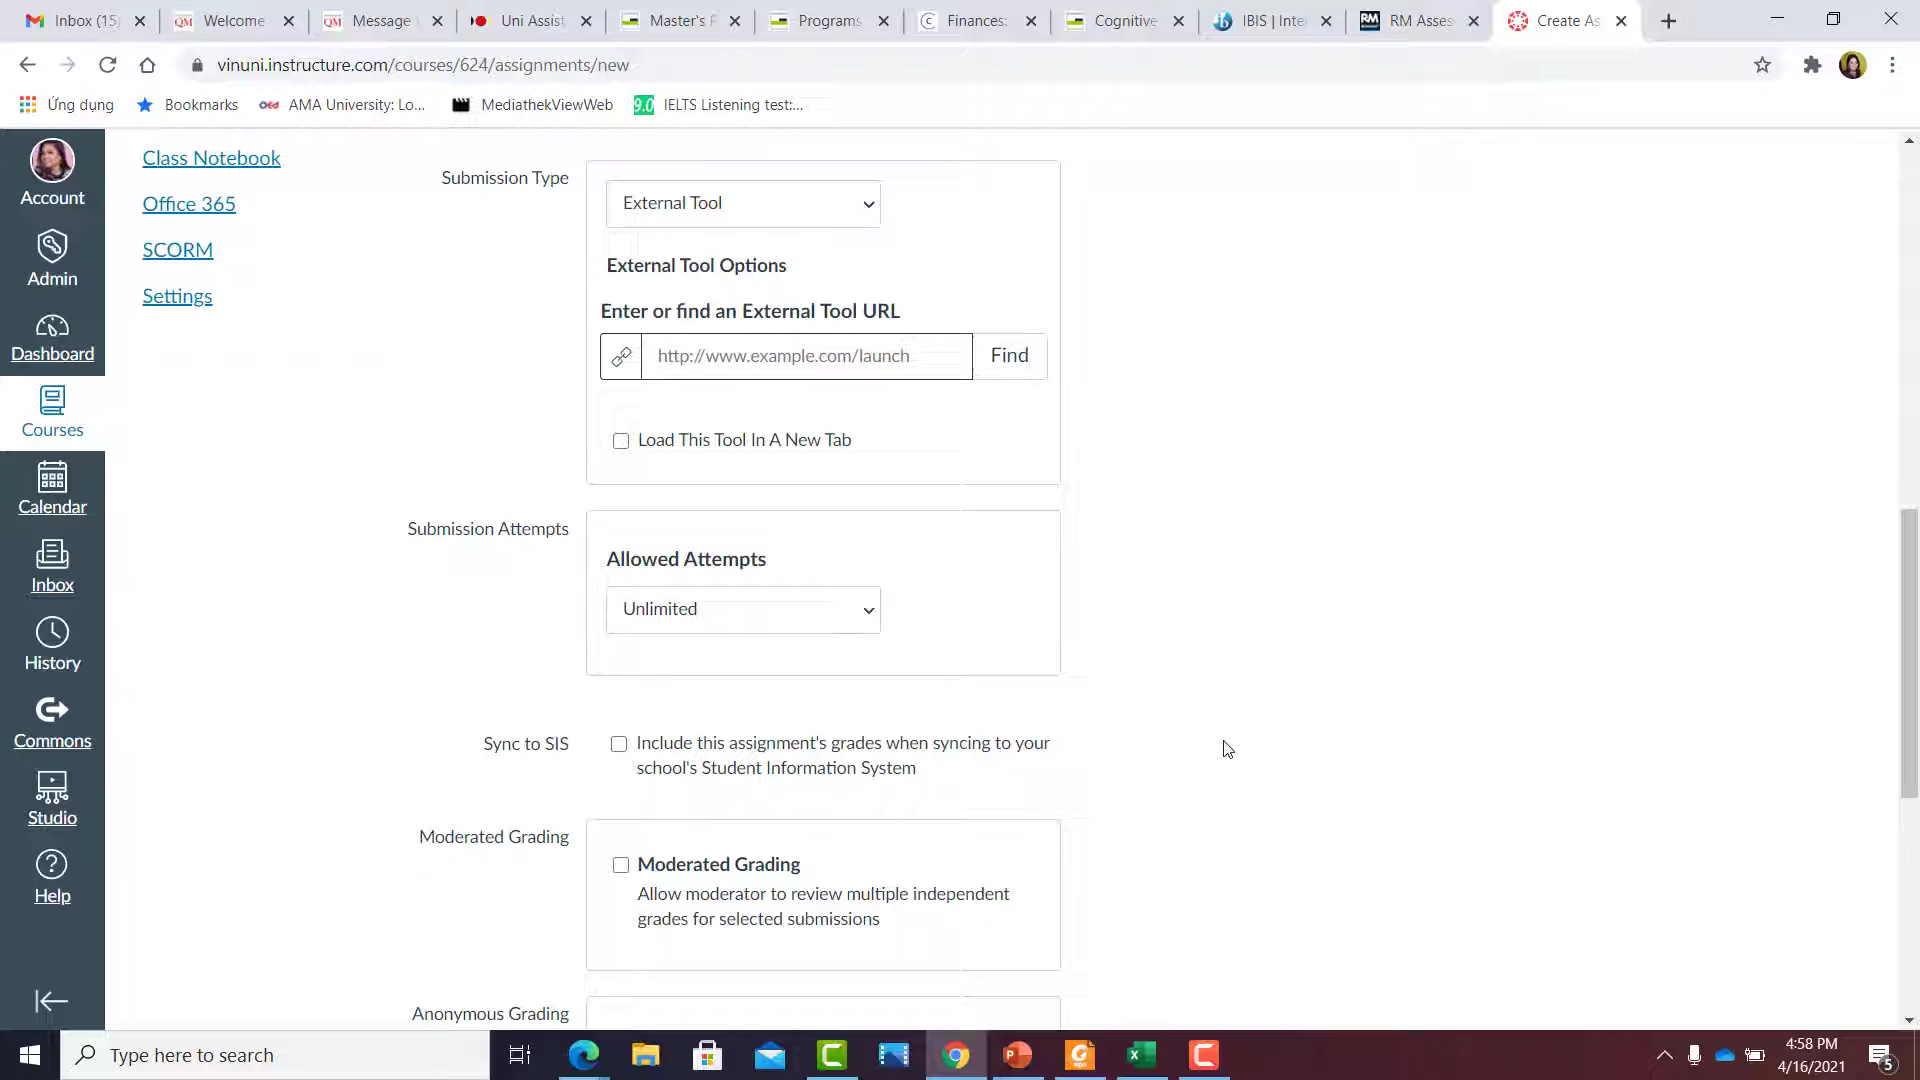 Inbox (15)
Welcome
Message
Uni Assist
Master's
Programs
Finances:
Cognitive
IBIS | Inte
RM Asses
Create As
vinuni.instructure.com/courses/624/assignments/new
Ứng dụng
Bookmarks
AMA University: Lo...
MediathekViewWeb
9.0
IELTS Listening test:...
Account
Admin
Dashboard
Courses
Calendar
Inbox
History
Commons
Studio
Help
Class Notebook
Office 365
SCORM
Settings
Submission Type
External Tool
External Tool Options
Enter or find an External Tool URL
http://www.example.com/launch
Find
Load This Tool In A New Tab
Submission Attempts
Allowed Attempts
Unlimited
Sync to SIS
Include this assignment's grades when syncing to your
school's Student Information System
Moderated Grading
Moderated Grading
Allow moderator to review multiple independent
grades for selected submissions
Anonymous Grading
Type here to search
4:58 PM
4/16/2021
5